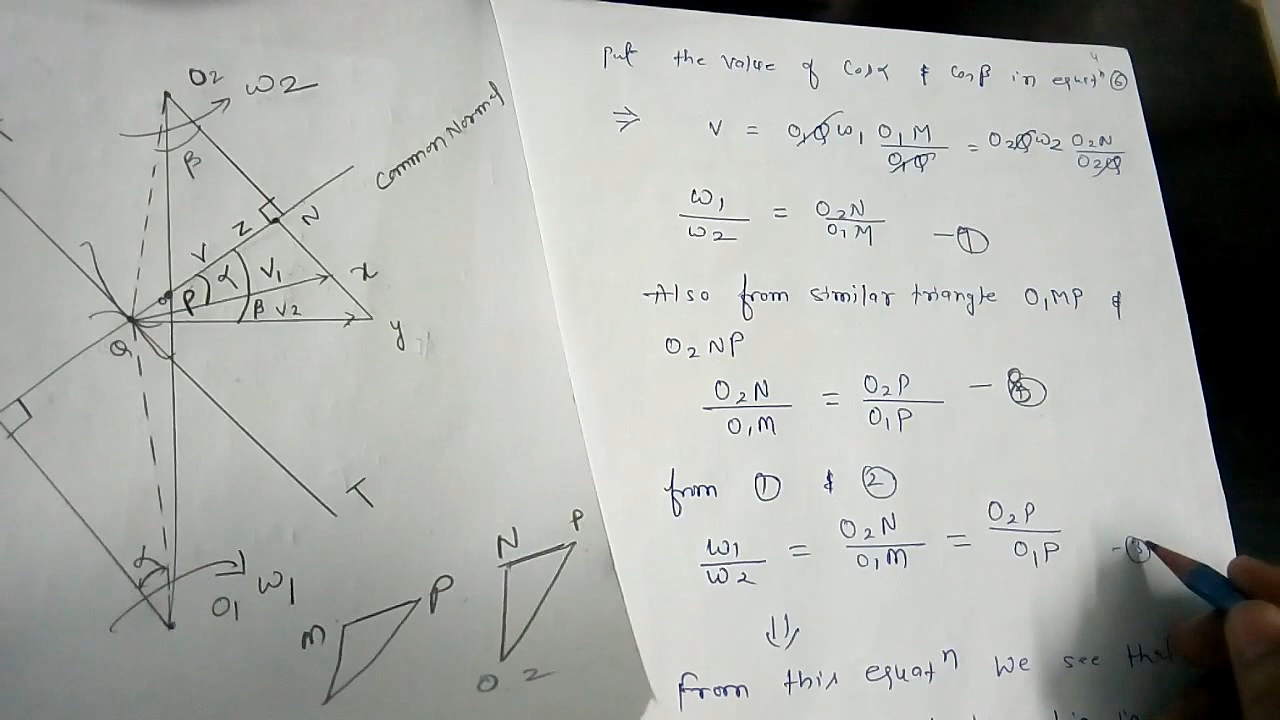 O2 ω2
β
Common Normal
N
Z
V α V1 x
P β V2
Q y
T
α
O1 ω1
N P
M P
O 2
Put the value of Cosα & Cosβ in equatⁿ ⑥
⇒ V = O1Q ω1 O1M/O1Q = O2Q ω2 O2N/O2Q
ω1/ω2 = O2N/O1M - ①
Also from similar triangle O1MP &
O2NP
O2N/O1M = O2P/O1P -
from ① & ②
ω1/ω2 = O2N/O1M = O2P/O1P - ③
⇓
from this equatⁿ We see that